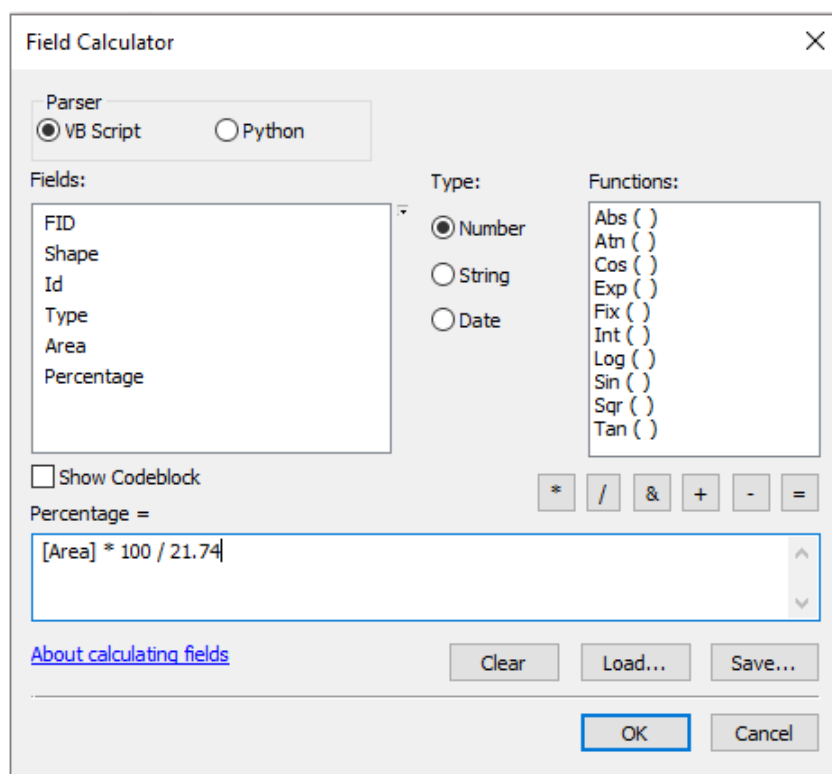 Field Calculator
Parser
VB Script
Python
Fields:
FID
Shape
Id
Type
Area
Percentage
Type:
Number
String
Date
Functions:
Abs ( )
Atn ( )
Cos ( )
Exp ( )
Fix ( )
Int ( )
Log ( )
Sin ( )
Sqr ( )
Tan ( )
Show Codeblock
* / & + - =
Percentage =
[Area] * 100 / 21.74
About calculating fields
Clear
Load...
Save...
OK
Cancel